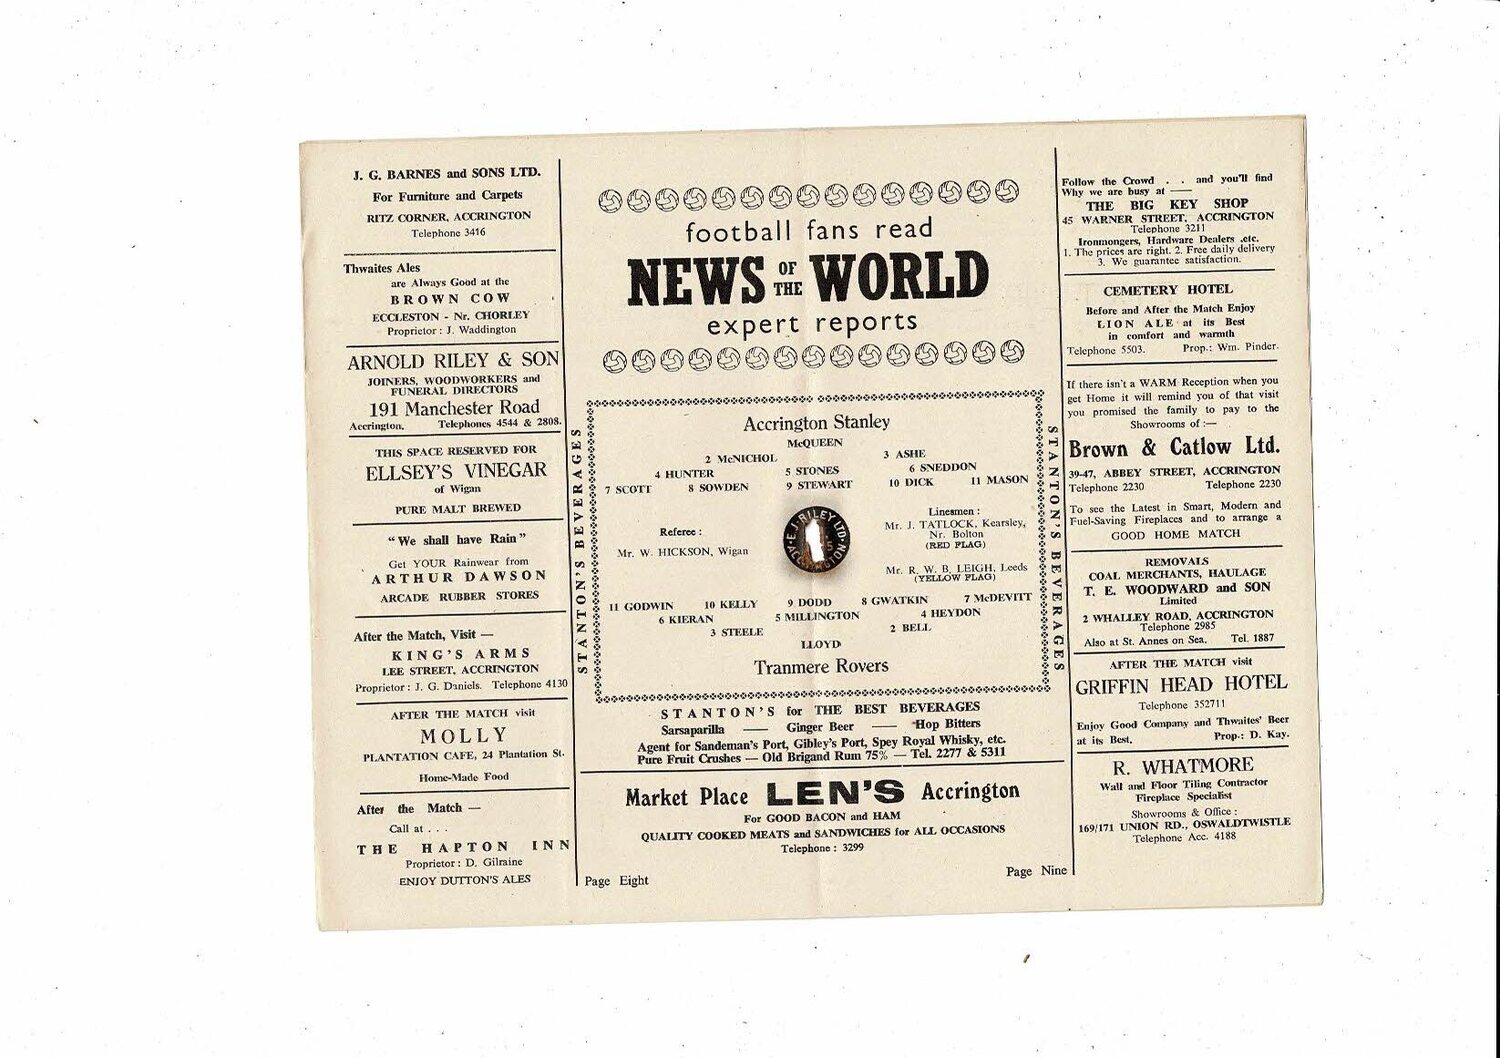 J. G. BARNES and SONS LTD.
For Furniture and Carpets
RITZ CORNER, ACCRINGTON
Telephone 3416
Thwaites Ales
are Always Good at the
BROWN COW
ECCLESTON - Nr. CHORLEY
Proprietor : J. Waddington
ARNOLD RILEY & SON
JOINERS, WOODWORKERS and
FUNERAL DIRECTORS
191 Manchester Road
Accrington. Telephones 4544 & 2808.
THIS SPACE RESERVED FOR
ELLSEY'S VINEGAR
of Wigan
PURE MALT BREWED
"We shall have Rain"
Get YOUR Rainwear from
ARTHUR DAWSON
ARCADE RUBBER STORES
After the Match, Visit —
KING'S ARMS
LEE STREET, ACCRINGTON
Proprietor : J. G. Daniels. Telephone 4130
AFTER THE MATCH visit
MOLLY
PLANTATION CAFE, 24 Plantation St.
Home-Made Food
After the Match —
Call at . . .
THE HAPTON INN
Proprietor : D. Gilraine
ENJOY DUTTON'S ALES
football fans read
NEWS OF THE WORLD
expert reports
STANTON'S BEVERAGES
Accrington Stanley
McQUEEN
2 McNICHOL 3 ASHE
4 HUNTER 5 STONES 6 SNEDDON
7 SCOTT 8 SOWDEN 9 STEWART 10 DICK 11 MASON
Referee :
Mr. W. HICKSON, Wigan
E. J. RILEY LTD.
ACCRINGTON
Linesmen :
Mr. J. TATLOCK, Kearsley,
Nr. Bolton
(RED FLAG)
Mr. R. W. B. LEIGH, Leeds
(YELLOW FLAG)
11 GODWIN 10 KELLY 9 DODD 8 GWATKIN 7 McDEVITT
6 KIERAN 5 MILLINGTON 4 HEYDON
3 STEELE 2 BELL
LLOYD
Tranmere Rovers
STANTON'S BEVERAGES
STANTON'S for THE BEST BEVERAGES
Sarsaparilla — Ginger Beer — Hop Bitters
Agent for Sandeman's Port, Gibley's Port, Spey Royal Whisky, etc.
Pure Fruit Crushes — Old Brigand Rum 75% — Tel. 2277 & 5311
Market Place LEN'S Accrington
For GOOD BACON and HAM
QUALITY COOKED MEATS and SANDWICHES for ALL OCCASIONS
Telephone : 3299
Page Eight
Page Nine
Follow the Crowd . . and you'll find
Why we are busy at —
THE BIG KEY SHOP
45 WARNER STREET, ACCRINGTON
Telephone 3211
Ironmongers, Hardware Dealers .etc.
1. The prices are right. 2. Free daily delivery
3. We guarantee satisfaction.
CEMETERY HOTEL
Before and After the Match Enjoy
LION ALE at its Best
in comfort and warmth
Telephone 5503. Prop.: Wm. Pinder.
If there isn't a WARM Reception when you
get Home it will remind you of that visit
you promised the family to pay to the
Showrooms of :—
Brown & Catlow Ltd.
39-47, ABBEY STREET, ACCRINGTON
Telephone 2230 Telephone 2230
To see the Latest in Smart, Modern and
Fuel-Saving Fireplaces and to arrange a
GOOD HOME MATCH
REMOVALS
COAL MERCHANTS, HAULAGE
T. E. WOODWARD and SON
Limited
2 WHALLEY ROAD, ACCRINGTON
Telephone 2985
Also at St. Annes on Sea. Tel. 1887
AFTER THE MATCH visit
GRIFFIN HEAD HOTEL
Telephone 352711
Enjoy Good Company and Thwaites' Beer
at its Best. Prop.: D. Kay.
R. WHATMORE
Wall and Floor Tiling Contractor
Fireplace Specialist
Showrooms & Office :
169/171 UNION RD., OSWALDTWISTLE
Telephone Acc. 4188